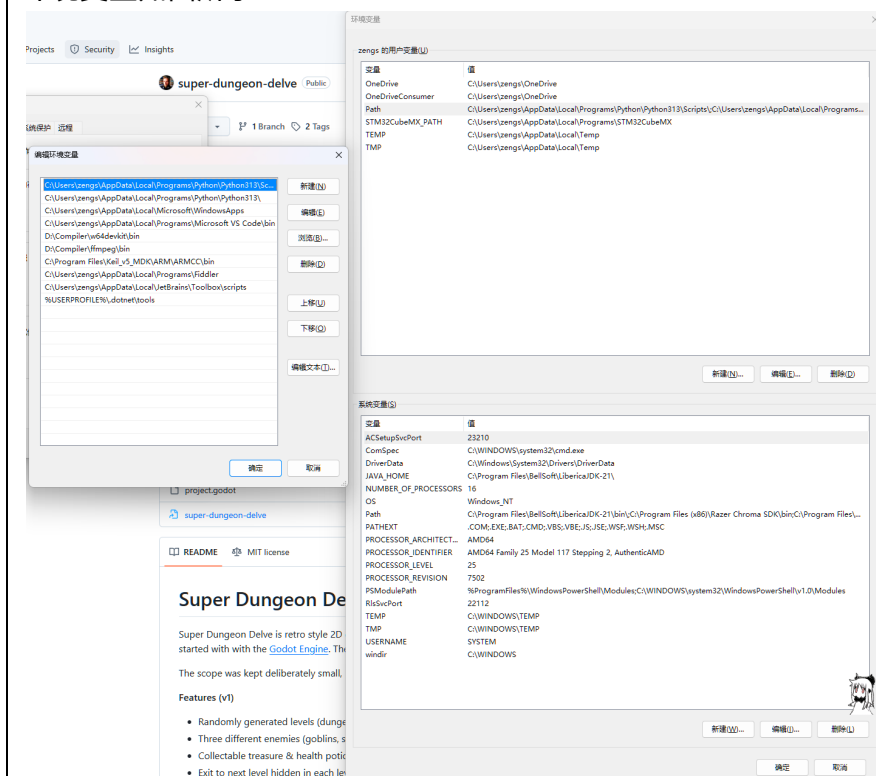 Projects Security Insights
super-dungeon-delve Public
系统保护 远程
1 Branch 2 Tags
编辑环境变量
C:\Users\zengs\AppData\Local\Programs\Python\Python313\Sc...
C:\Users\zengs\AppData\Local\Programs\Python\Python313\
C:\Users\zengs\AppData\Local\Microsoft\WindowsApps
C:\Users\zengs\AppData\Local\Programs\Microsoft VS Code\bin
D:\Compiler\w64devkit\bin
D:\Compiler\ffmpeg\bin
C:\Program Files\Keil_v5_MDK\ARM\ARMCC\bin
C:\Users\zengs\AppData\Local\Programs\Fiddler
C:\Users\zengs\AppData\Local\JetBrains\Toolbox\scripts
%USERPROFILE%\.dotnet\tools
新建(N)
编辑(E)
浏览(B)...
删除(D)
上移(U)
下移(O)
编辑文本(T)...
确定 取消
project.godot
super-dungeon-delve
README MIT license
Super Dungeon De
Super Dungeon Delve is retro style 2D
started with with the Godot Engine. The
The scope was kept deliberately small,
Features (v1)
Randomly generated levels (dunge
Three different enemies (goblins, s
Collectable treasure & health potio
Exit to next level hidden in each lev
环境变量
zengs 的用户变量(U)
变量 值
OneDrive C:\Users\zengs\OneDrive
OneDriveConsumer C:\Users\zengs\OneDrive
Path C:\Users\zengs\AppData\Local\Programs\Python\Python313\Scripts\;C:\Users\zengs\AppData\Local\Programs...
STM32CubeMX_PATH C:\Users\zengs\AppData\Local\Programs\STM32CubeMX
TEMP C:\Users\zengs\AppData\Local\Temp
TMP C:\Users\zengs\AppData\Local\Temp
新建(N)... 编辑(E)... 删除(D)
系统变量(S)
变量 值
ACSetupSvcPort 23210
ComSpec C:\WINDOWS\system32\cmd.exe
DriverData C:\Windows\System32\Drivers\DriverData
JAVA_HOME C:\Program Files\BellSoft\LibericaJDK-21\
NUMBER_OF_PROCESSORS 16
OS Windows_NT
Path C:\Program Files\BellSoft\LibericaJDK-21\bin\;C:\Program Files (x86)\Razer Chroma SDK\bin;C:\Program Files\...
PATHEXT .COM;.EXE;.BAT;.CMD;.VBS;.VBE;.JS;.JSE;.WSF;.WSH;.MSC
PROCESSOR_ARCHITECT... AMD64
PROCESSOR_IDENTIFIER AMD64 Family 25 Model 117 Stepping 2, AuthenticAMD
PROCESSOR_LEVEL 25
PROCESSOR_REVISION 7502
PSModulePath %ProgramFiles%\WindowsPowerShell\Modules;C:\WINDOWS\system32\WindowsPowerShell\v1.0\Modules
RlsSvcPort 22112
TEMP C:\WINDOWS\TEMP
TMP C:\WINDOWS\TEMP
USERNAME SYSTEM
windir C:\WINDOWS
新建(W)... 编辑(I)... 删除(L)
确定 取消